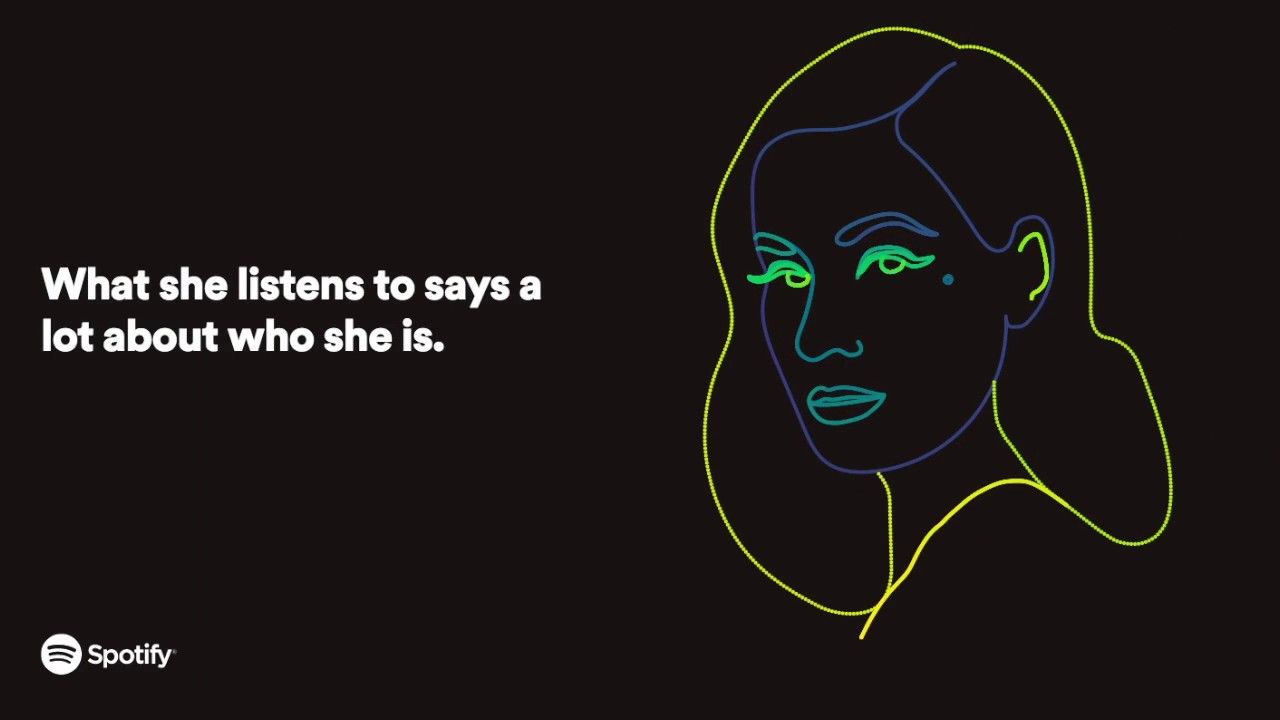 What she listens to says a
lot about who she is.
Spotify®